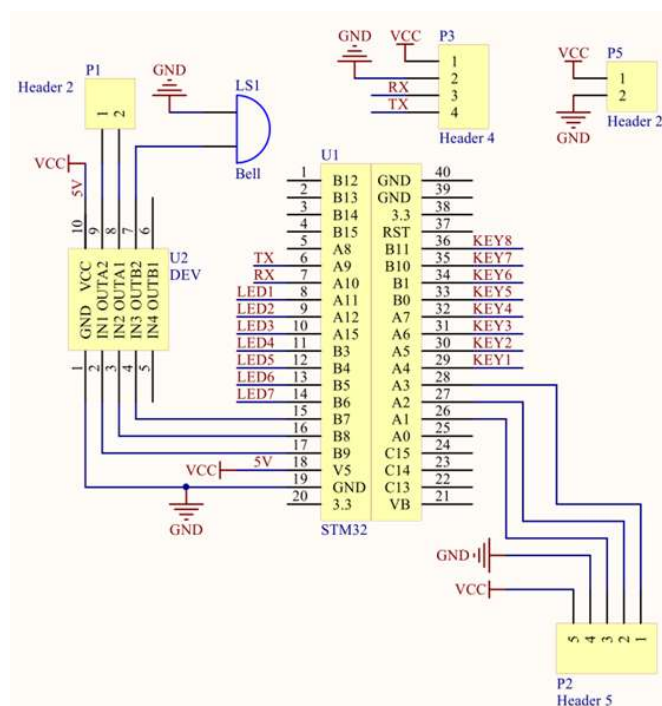 P1
Header 2
1
2
GND
LS1
Bell
GND
VCC
P3
1
2
RX 3
TX 4
Header 4
VCC
P5
1
2
GND
Header 2
VCC
5V
10 9 8 7 6
U2
DEV
GND VCC
IN1 OUTA2
IN2 OUTA1
IN3 OUTB2
IN4 OUTB1
1 2 3 4 5
U1
1 B12 GND 40
2 B13 GND 39
3 B14 3.3 38
4 B15 RST 37
5 A8 B11 36 KEY8
TX 6 A9 B10 35 KEY7
RX 7 A10 B1 34 KEY6
LED1 8 A11 B0 33 KEY5
LED2 9 A12 A7 32 KEY4
LED3 10 A15 A6 31 KEY3
LED4 11 B3 A5 30 KEY2
LED5 12 B4 A4 29 KEY1
LED6 13 B5 A3 28
LED7 14 B6 A2 27
15 B7 A1 26
16 B8 A0 25
17 B9 C15 24
VCC 5V 18 V5 C14 23
19 GND C13 22
20 3.3 VB 21
GND
STM32
GND
VCC
5 4 3 2 1
P2
Header 5